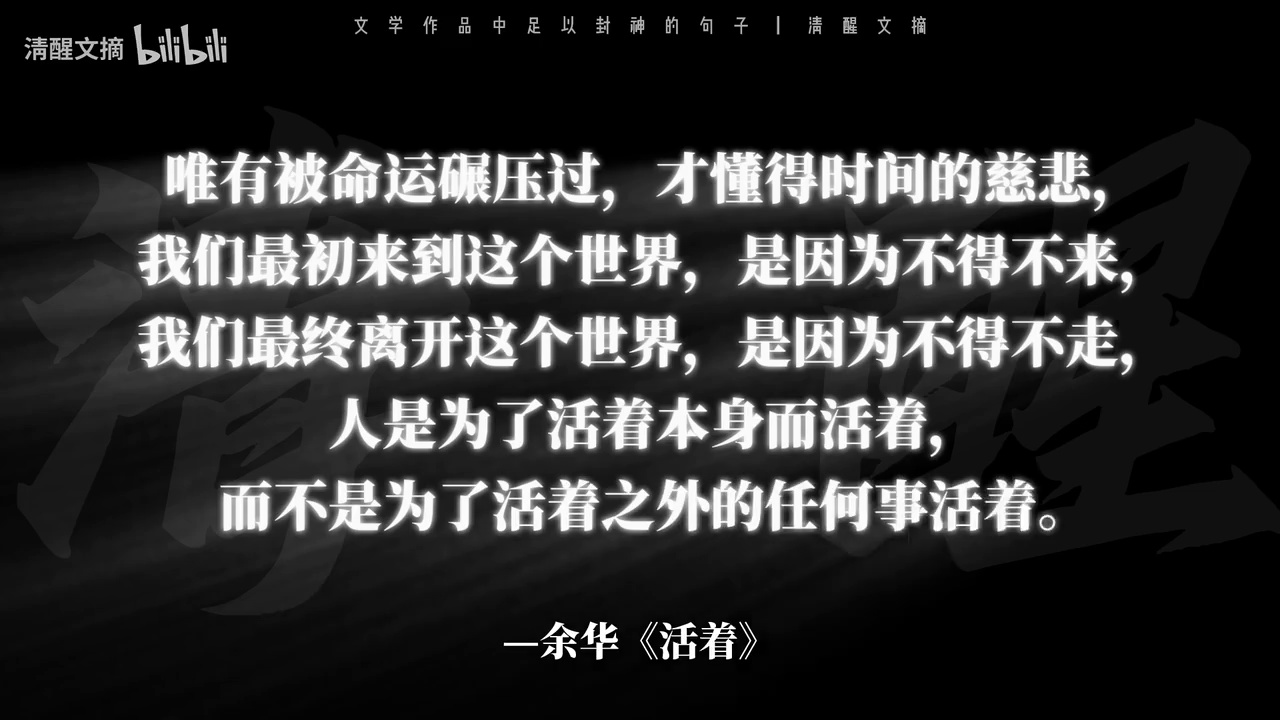 文学作品中足以封神的句子 | 清醒文摘
清醒文摘 bilibili
清醒
唯有被命运碾压过，才懂得时间的慈悲，
我们最初来到这个世界，是因为不得不来，
我们最终离开这个世界，是因为不得不走，
人是为了活着本身而活着，
而不是为了活着之外的任何事活着。
—余华《活着》